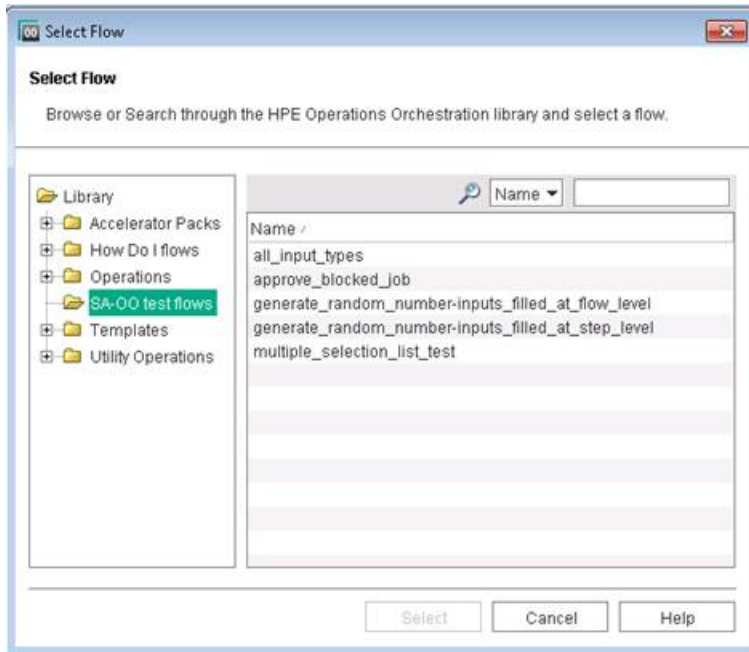 OO Select Flow
Select Flow
Browse or Search through the HPE Operations Orchestration library and select a flow.
Library
Accelerator Packs
How Do I flows
Operations
SA-OO test flows
Templates
Utility Operations
Name
Name
all_input_types
approve_blocked_job
generate_random_number-inputs_filled_at_flow_level
generate_random_number-inputs_filled_at_step_level
multiple_selection_list_test
Select Cancel Help